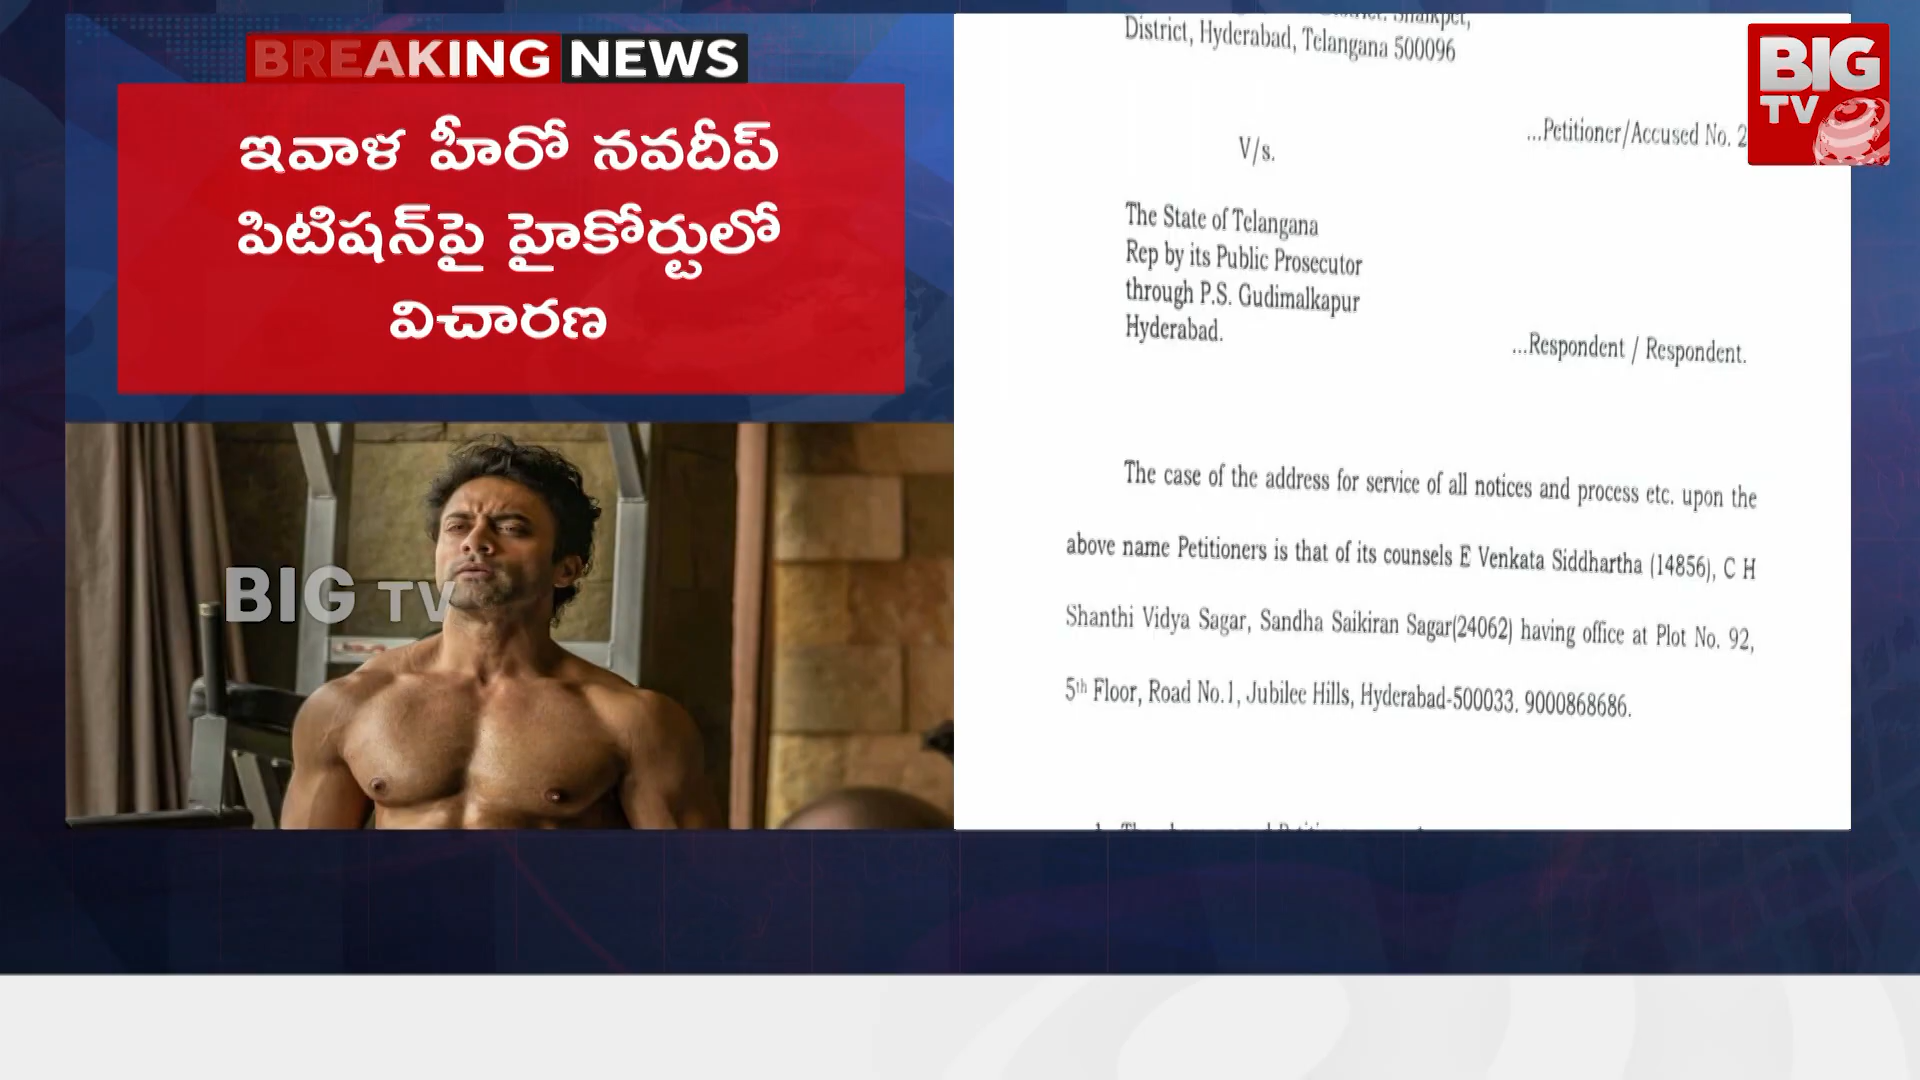 BREAKING NEWS
ఇవాళ హీరో నవదీప్
పిటిషన్‌పై హైకోర్టులో
విచారణ
BIG TV
District, Hyderabad, Telangana 500096
...Petitioner/Accused No. 2
V/s.
The State of Telangana
Rep by its Public Prosecutor
through P.S. Gudimalkapur
Hyderabad.
...Respondent / Respondent.
The case of the address for service of all notices and process etc. upon the
above name Petitioners is that of its counsels E Venkata Siddhartha (14856), C H
Shanthi Vidya Sagar, Sandha Saikiran Sagar(24062) having office at Plot No. 92,
5th Floor, Road No.1, Jubilee Hills, Hyderabad-500033. 9000868686.
BIG
TV